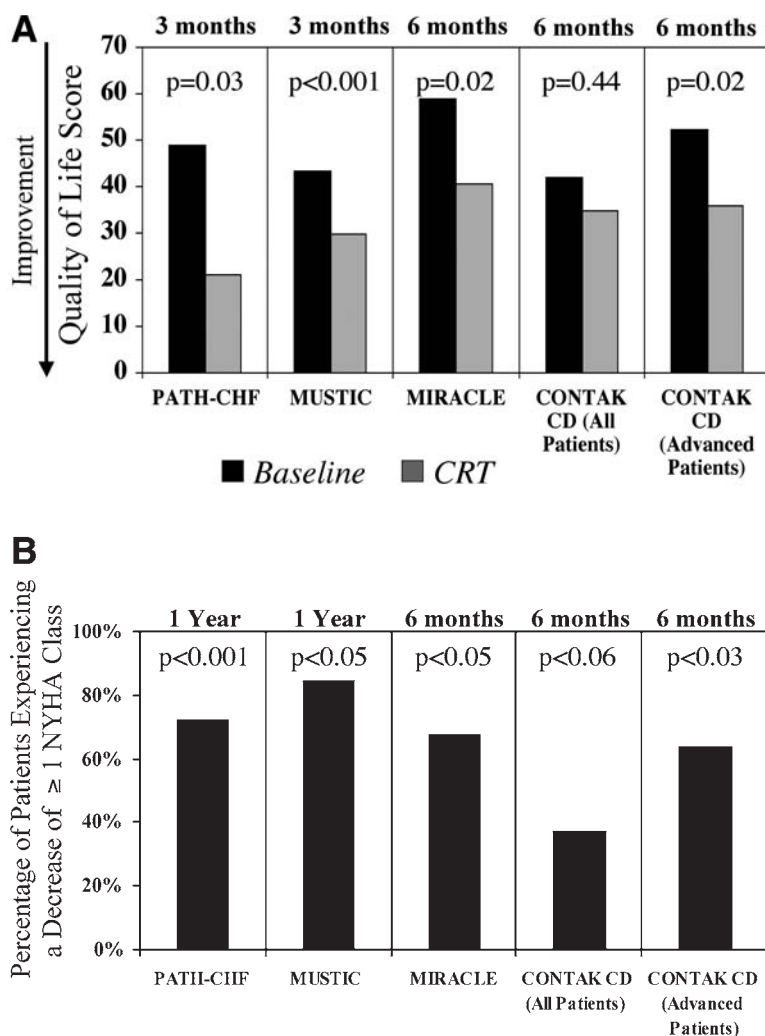 A
3 months 3 months 6 months 6 months 6 months
p=0.03 p<0.001 p=0.02 p=0.44 p=0.02
Improvement
Quality of Life Score
70
60
50
40
30
20
10
0
PATH-CHF MUSTIC MIRACLE CONTAK CONTAK
CD (All CD
Patients) (Advanced
Patients)
Baseline CRT
B
Percentage of Patients Experiencing
a Decrease of ≥ 1 NYHA Class
1 Year 1 Year 6 months 6 months 6 months
p<0.001 p<0.05 p<0.05 p<0.06 p<0.03
100%
80%
60%
40%
20%
0%
PATH-CHF MUSTIC MIRACLE CONTAK CD CONTAK CD
(All Patients) (Advanced
Patients)